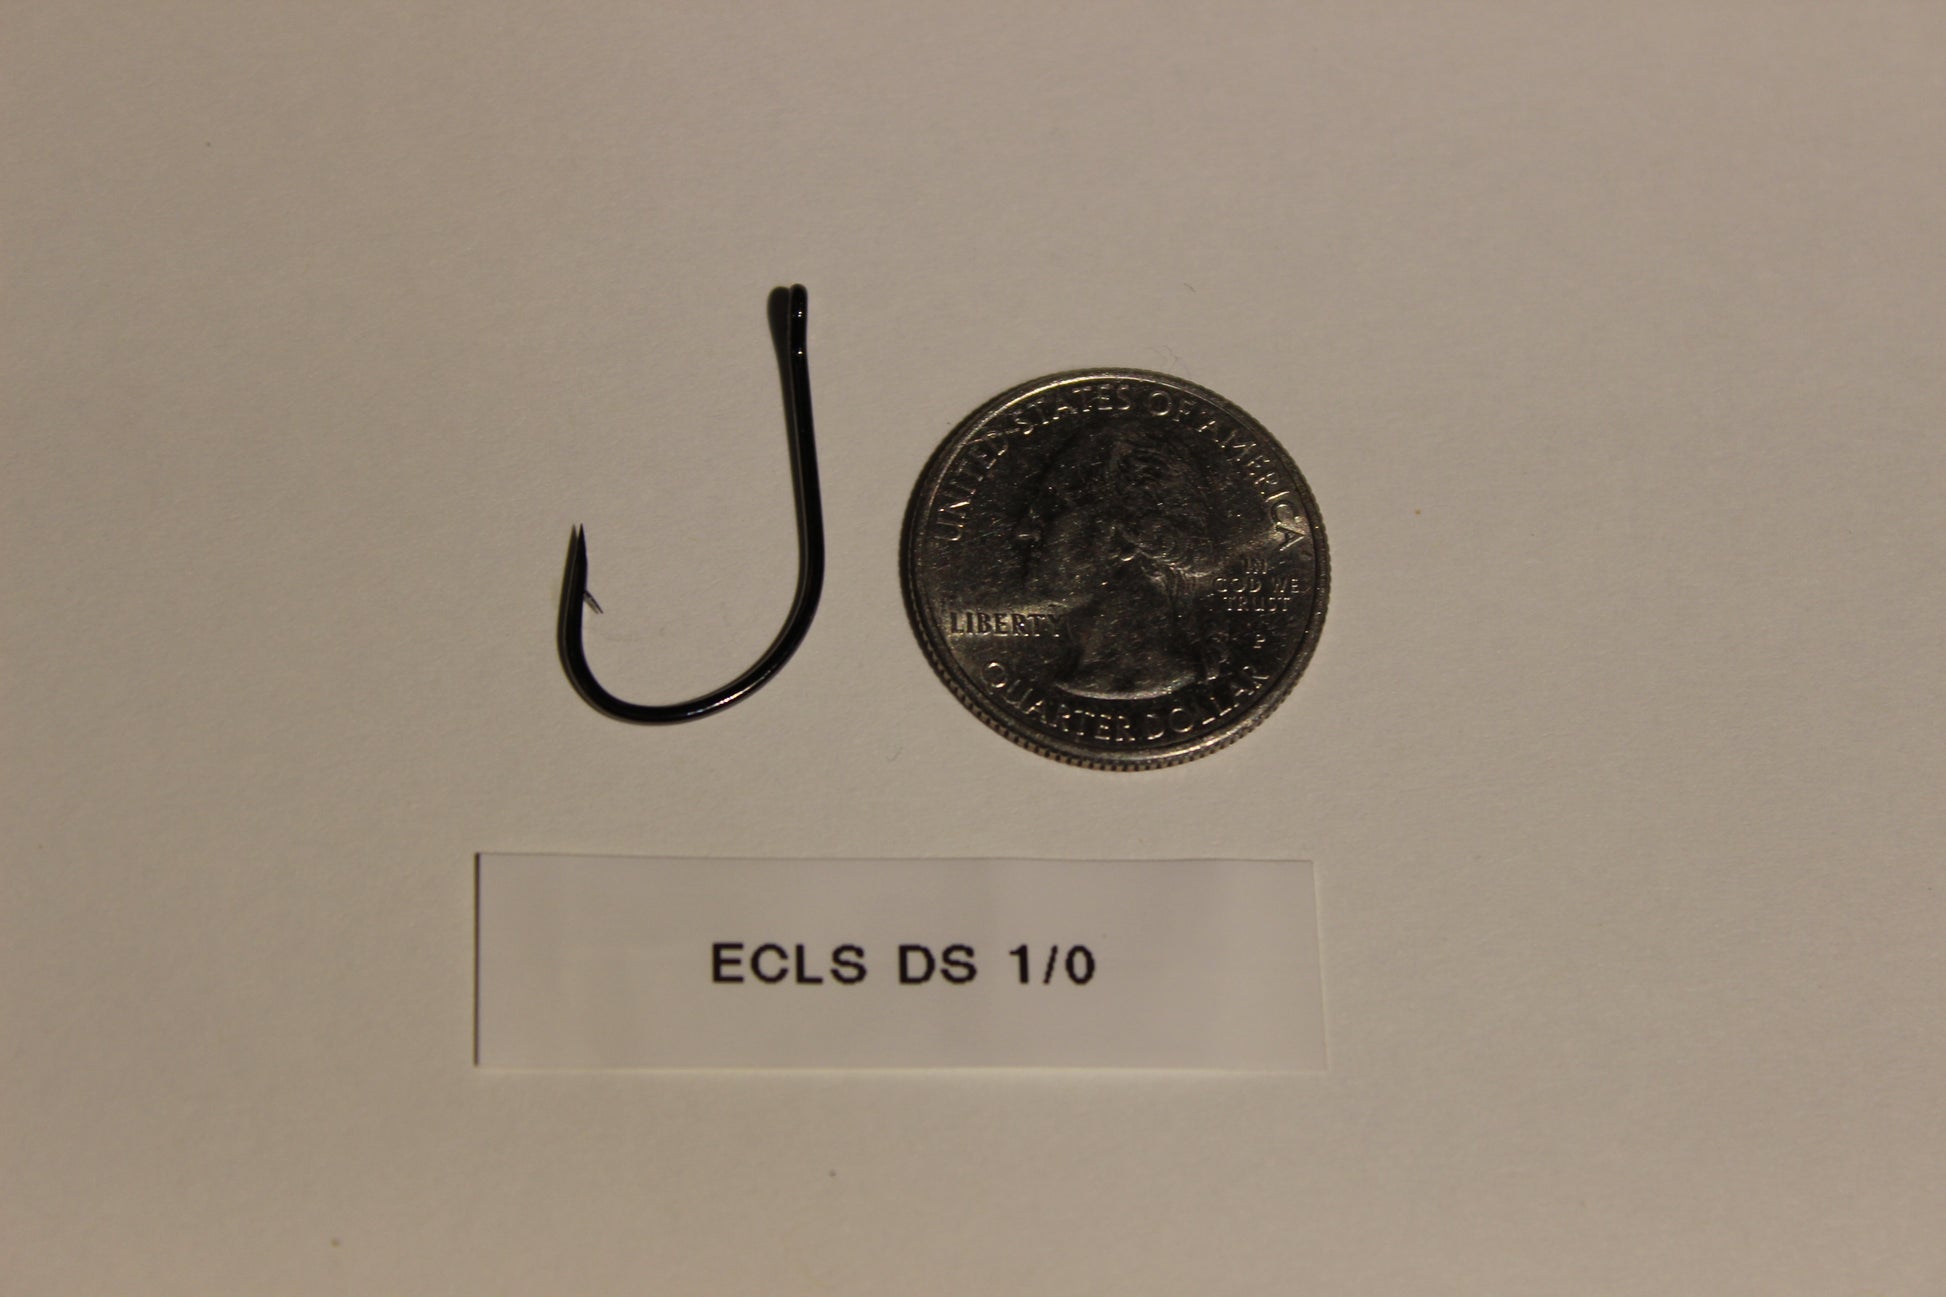 UNITED STATES OF AMERICA
LIBERTY
IN
GOD WE
TRUST
P
QUARTER DOLLAR
ECLS DS 1/0